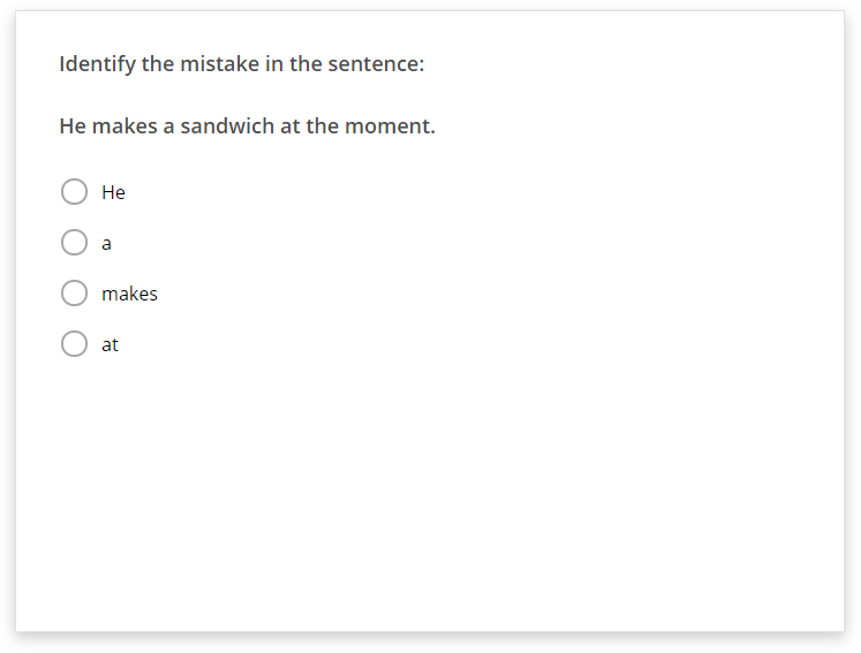 Identify the mistake in the sentence:
He makes a sandwich at the moment.
He
a
makes
at